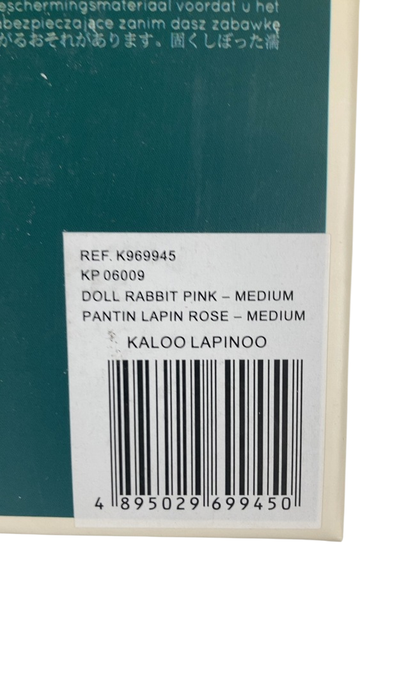 eschermingsmateriaal voordat u het
abezpieczające zanim dasz zabawkę
がるおそれがあります。固くしぼった濡
REF. K969945
KP 06009
DOLL RABBIT PINK – MEDIUM
PANTIN LAPIN ROSE – MEDIUM
KALOO LAPINOO
4 895029 699450